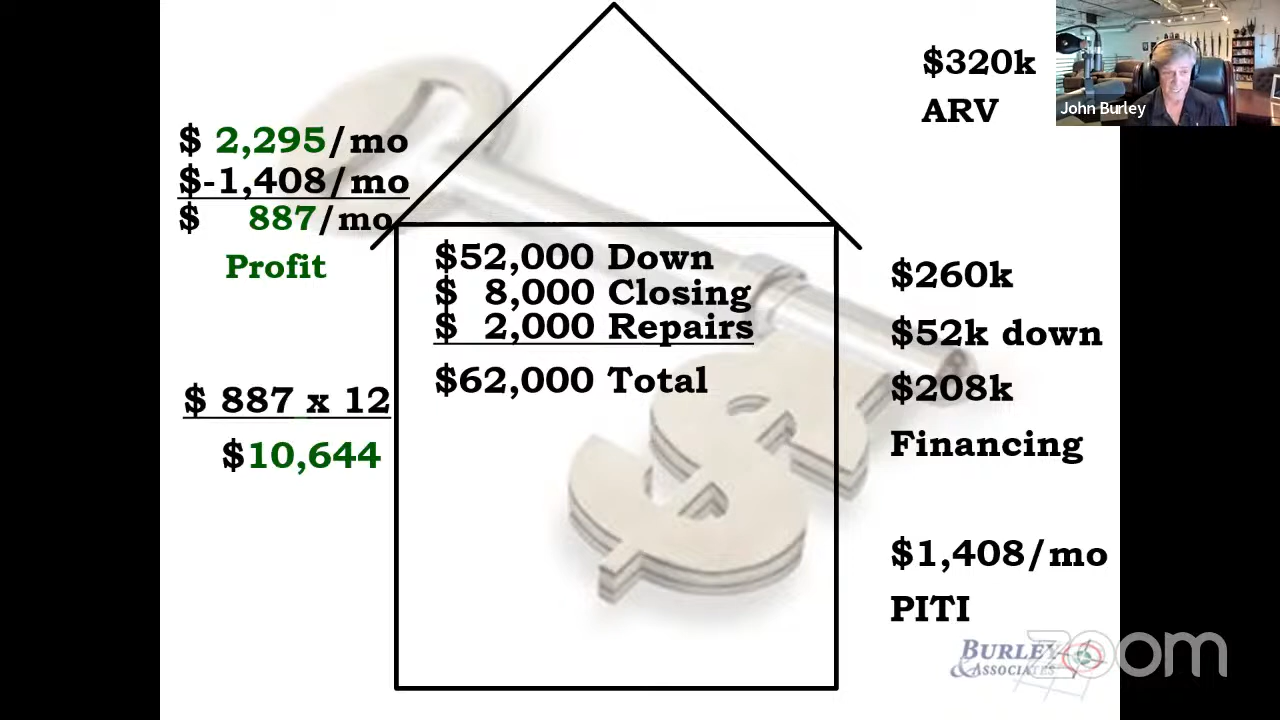 $320k
ARV
John Burley
$ 2,295/mo
$-1,408/mo
$ 887/mo
Profit
$52,000 Down
$ 8,000 Closing
$ 2,000 Repairs
$62,000 Total
$ 887 x 12
$10,644
$260k
$52k down
$208k
Financing
$1,408/mo
PITI
BURLEY
& ASSOCIATES
zoom